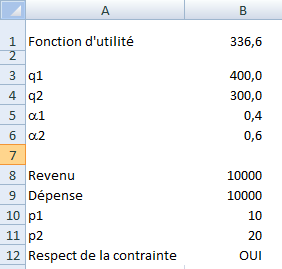 A B
1 Fonction d'utilité 336,6
2
3 q1 400,0
4 q2 300,0
5 α1 0,4
6 α2 0,6
7
8 Revenu 10000
9 Dépense 10000
10 p1 10
11 p2 20
12 Respect de la contrainte OUI